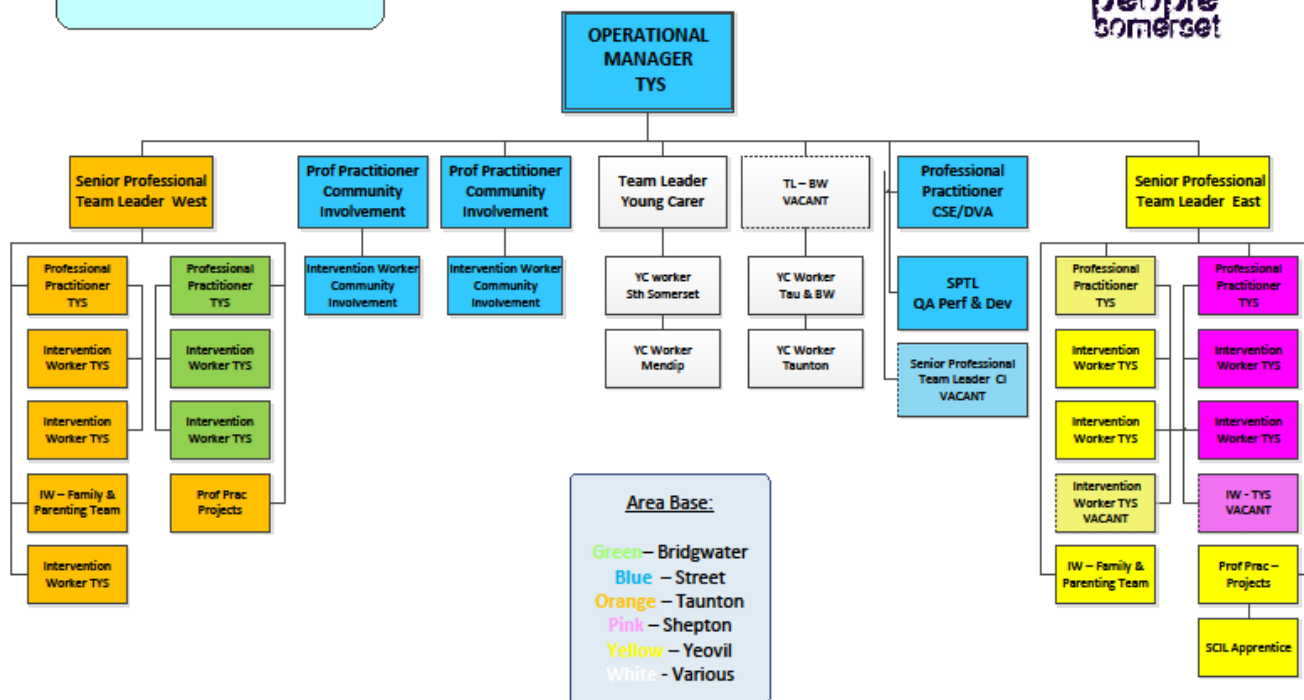 people
somerset
OPERATIONAL
MANAGER
TYS
Senior Professional
Team Leader West
Prof Practitioner
Community
Involvement
Prof Practitioner
Community
Involvement
Team Leader
Young Carer
TL – BW
VACANT
Professional
Practitioner
CSE/DVA
Senior Professional
Team Leader East
Professional
Practitioner
TYS
Professional
Practitioner
TYS
Intervention Worker
Community
Involvement
Intervention Worker
Community
Involvement
YC worker
Sth Somerset
YC Worker
Tau & BW
SPTL
QA Perf & Dev
Professional
Practitioner
TYS
Professional
Practitioner
TYS
Intervention
Worker TYS
Intervention
Worker TYS
YC Worker
Mendip
YC Worker
Taunton
Senior Professional
Team Leader CI
VACANT
Intervention
Worker TYS
Intervention
Worker TYS
Intervention
Worker TYS
Intervention
Worker TYS
Intervention
Worker TYS
Intervention
Worker TYS
IW – Family &
Parenting Team
Prof Prac
Projects
Intervention
Worker TYS
VACANT
IW - TYS
VACANT
Intervention
Worker TYS
IW – Family &
Parenting Team
Prof Prac –
Projects
SCIL Apprentice
Area Base:
Green– Bridgwater
Blue – Street
Orange – Taunton
Pink – Shepton
Yellow – Yeovil
White - Various